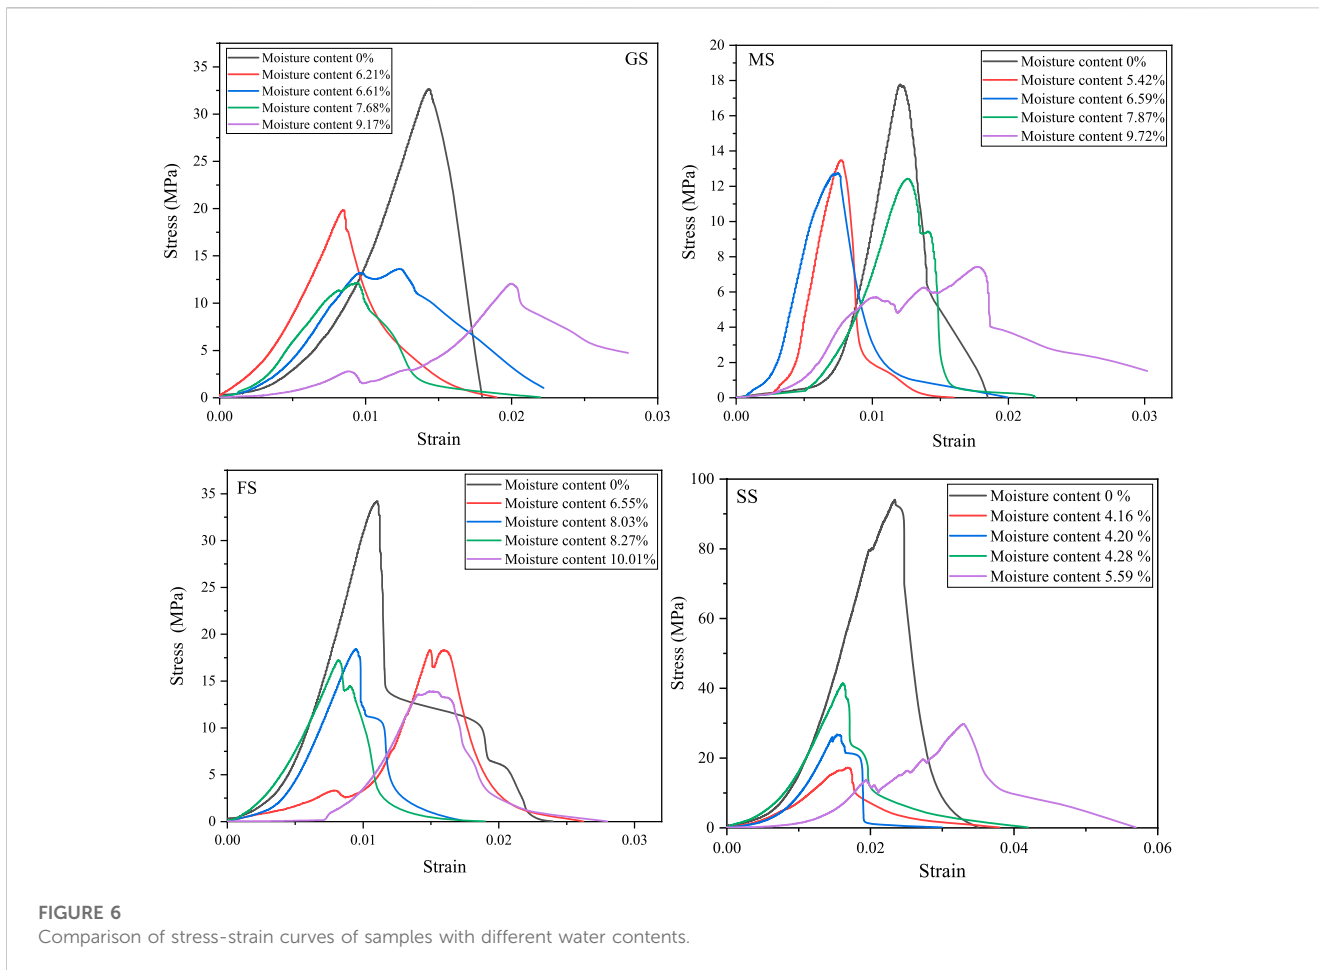 GS
Moisture content 0%
Moisture content 6.21%
Moisture content 6.61%
Moisture content 7.68%
Moisture content 9.17%
35
30
25
20
15
10
5
0
Stress (MPa)
0.00
0.01
0.02
0.03
Strain
MS
Moisture content 0%
Moisture content 5.42%
Moisture content 6.59%
Moisture content 7.87%
Moisture content 9.72%
20
18
16
14
12
10
8
6
4
2
0
Stress (MPa)
0.00
0.01
0.02
0.03
Strain
FS
Moisture content 0%
Moisture content 6.55%
Moisture content 8.03%
Moisture content 8.27%
Moisture content 10.01%
35
30
25
20
15
10
5
0
Stress (MPa)
0.00
0.01
0.02
0.03
Strain
SS
Moisture content 0 %
Moisture content 4.16 %
Moisture content 4.20 %
Moisture content 4.28 %
Moisture content 5.59 %
100
80
60
40
20
0
Stress (MPa)
0.00
0.02
0.04
0.06
Strain
FIGURE 6
Comparison of stress-strain curves of samples with different water contents.